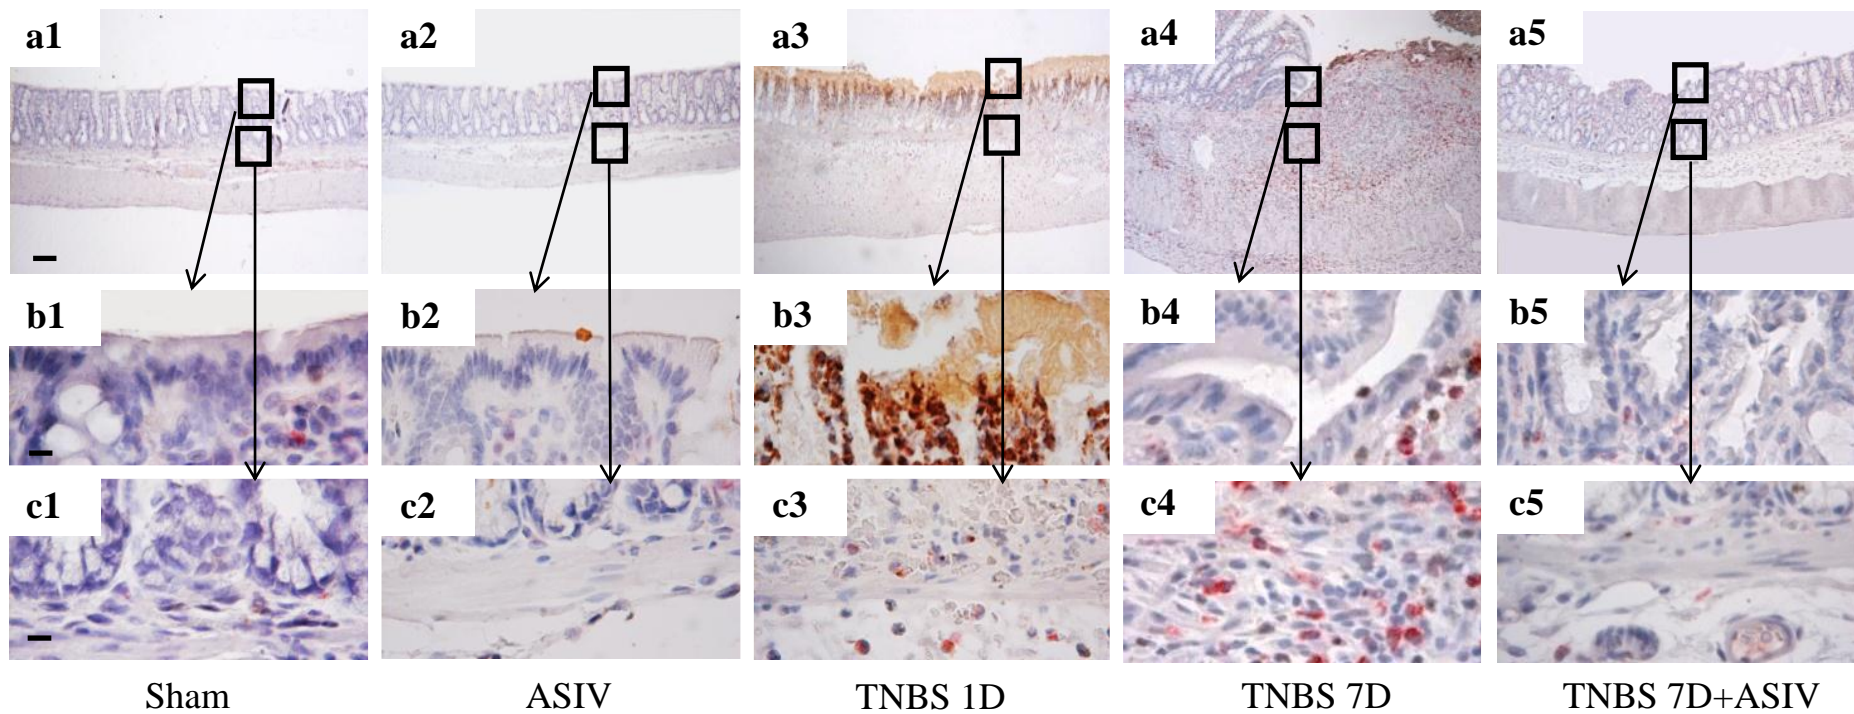 a1 a2 a3 a4 a5
b1 b2 b3 b4 b5
c1 c2 c3 c4 c5
Sham ASIV TNBS 1D TNBS 7D TNBS 7D+ASIV